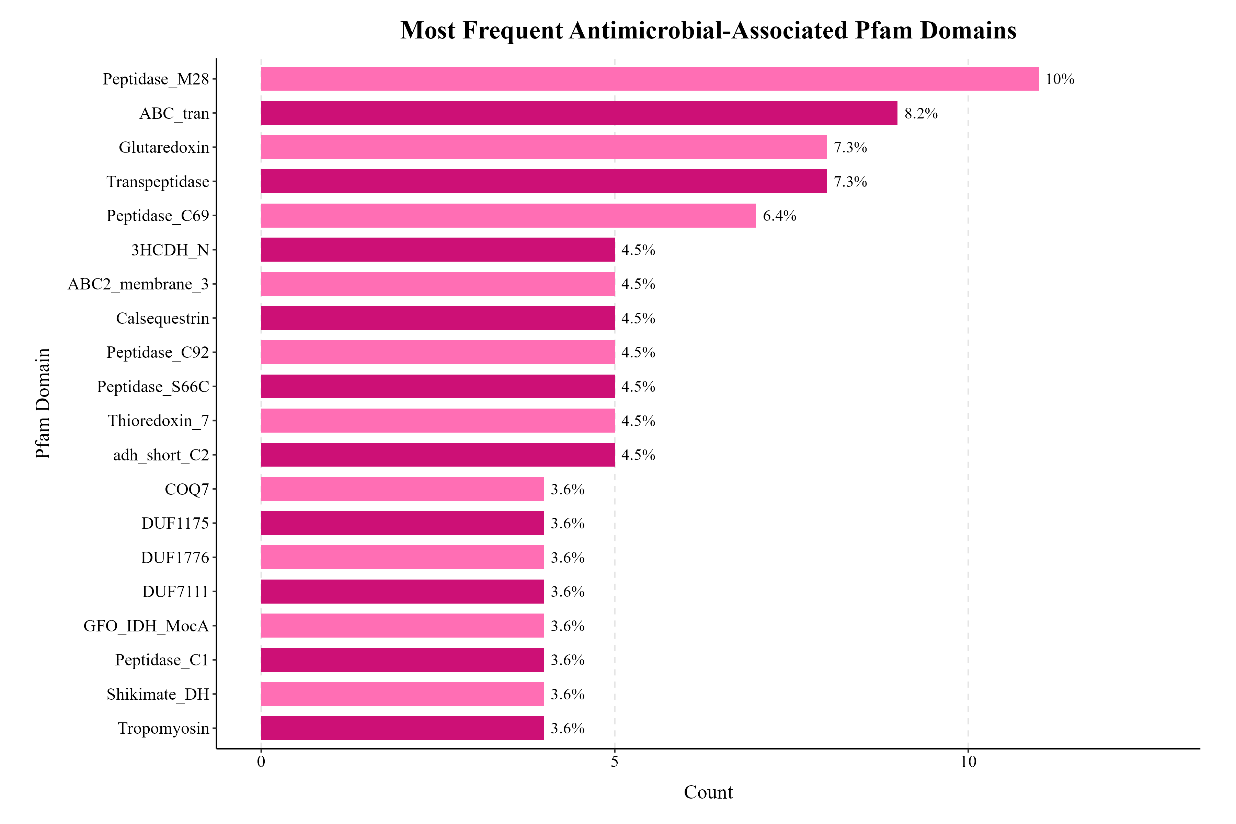 Most Frequent Antimicrobial-Associated Pfam Domains
Peptidase_M28 10%
ABC_tran 8.2%
Glutaredoxin 7.3%
Transpeptidase 7.3%
Peptidase_C69 6.4%
3HCDH_N 4.5%
ABC2_membrane_3 4.5%
Calsequestrin 4.5%
Peptidase_C92 4.5%
Peptidase_S66C 4.5%
Thioredoxin_7 4.5%
adh_short_C2 4.5%
COQ7 3.6%
DUF1175 3.6%
DUF1776 3.6%
DUF7111 3.6%
GFO_IDH_MocA 3.6%
Peptidase_C1 3.6%
Shikimate_DH 3.6%
Tropomyosin 3.6%
Pfam Domain
0 5 10
Count